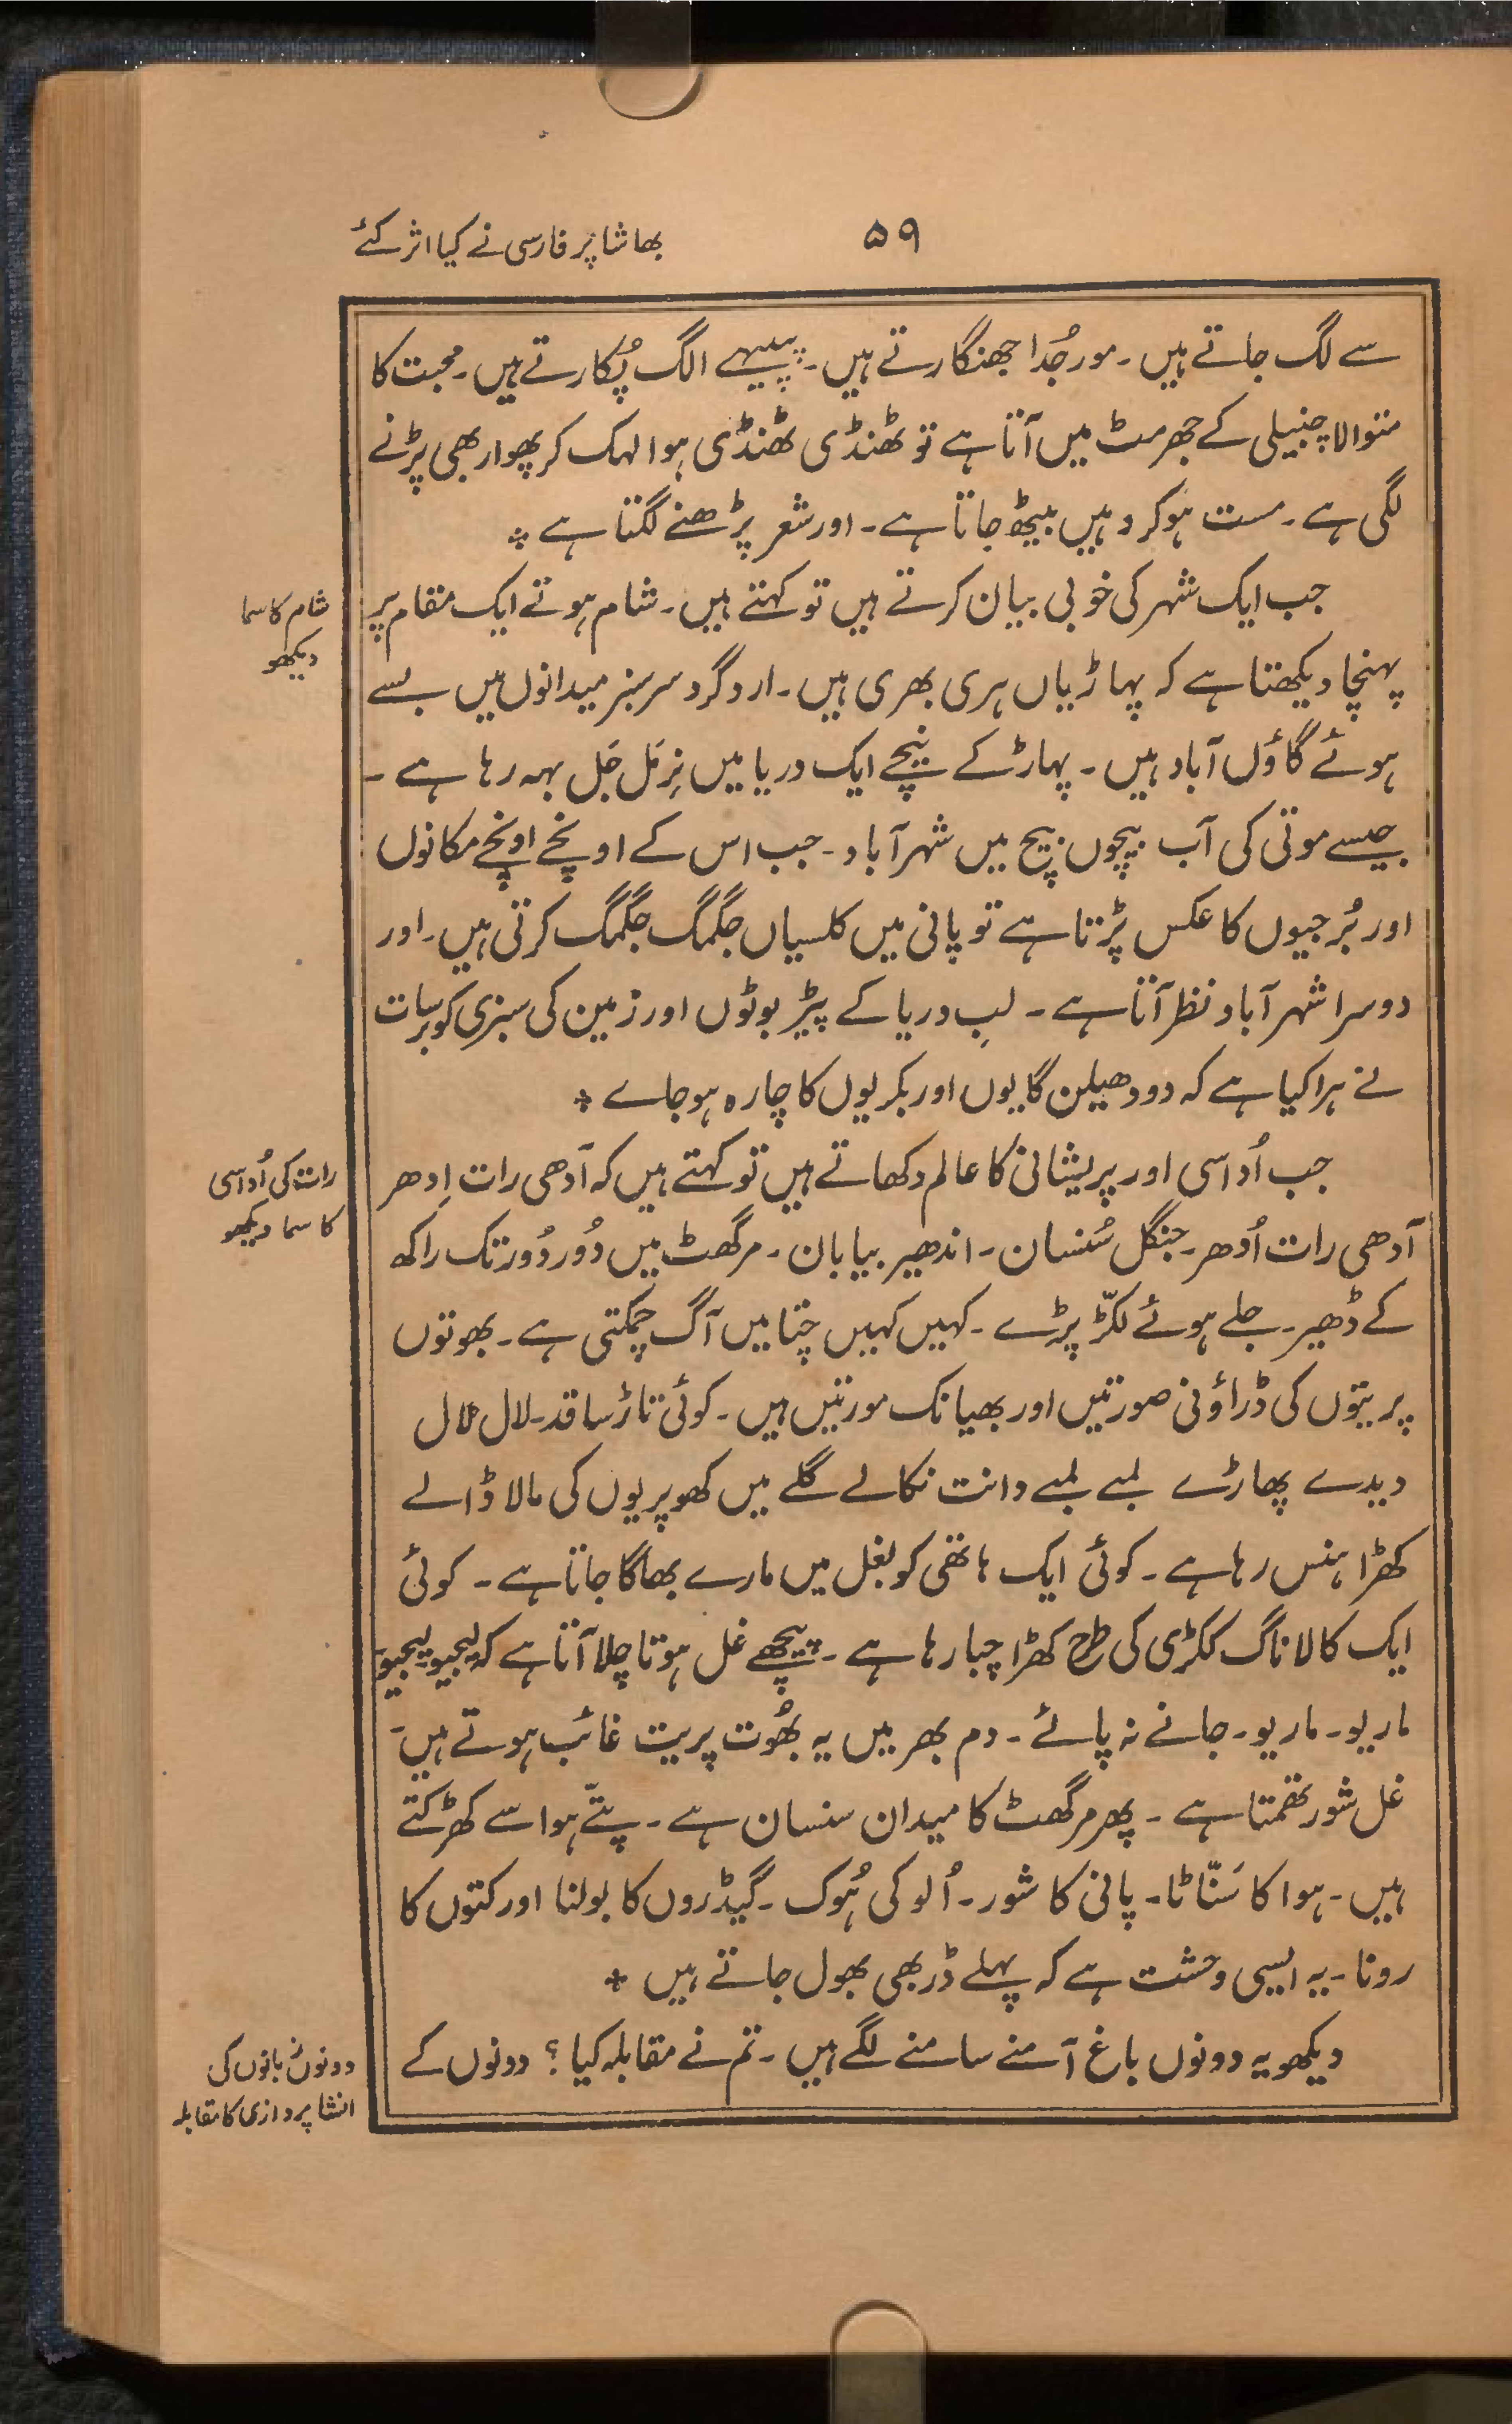 ۵۹
بھاشا پر فارسی نے کیا اثر کئے
سے لگ جاتے ہیں ۔ مور جُدا جھنگارتے ہیں ۔ پپیہے الگ پُکارتے ہیں ۔ محبت کا
متوالا چنبیلی کے جھرمٹ میں آتا ہے تو ٹھنڈی ٹھنڈی ہوا لہک کر پھوار بھی پڑنے
لگی ہے ۔ مست ہو کر وہیں بیٹھ جاتا ہے ۔ اور شعر پڑھنے لگتا ہے ÷
شام کا سما
دیکھو
جب ایک شہر کی خوبی بیان کرتے ہیں تو کہتے ہیں ۔ شام ہوتے ایک مقام پر
پہنچا دیکھتا ہے کہ پہاڑیاں ہری بھری ہیں ۔ ارد گرد سرسبز میدانوں میں بسے
ہوئے گاؤں آباد ہیں ۔ پہاڑ کے نیچے ایک دریا میں نِرمَل جَل بہہ رہا ہے ۔
جیسے موتی کی آب بیچوں بیچ میں شہر آباد ۔ جب اس کے اونچے اونچے مکانوں
اور بُرجیوں کا عکس پڑتا ہے تو پانی میں کلسیاں جگمگ جگمگ کرتی ہیں ۔ اور
دوسرا شہر آباد نظر آتا ہے ۔ لبِ دریا کے پیڑ بوٹوں اور زمین کی سبزی کو برسات
نے ہرا کیا ہے کہ دودھیلن گایوں اور بکریوں کا چارہ ہو جاے ÷
رات کی اُداسی
کا سما دیکھو
جب اُداسی اور پریشانی کا عالم دکھاتے ہیں تو کہتے ہیں کہ آدھی رات اِدھر
آدھی رات اُدھر ۔ جنگل سُنسان ۔ اندھیر بیابان ۔ مرگھٹ میں دُور دُور تک راکھ
کے ڈھیر ۔ جلے ہوئے لکڑ پڑے ۔ کہیں کہیں چتا میں آگ چمکتی ہے ۔ بھوتوں
پریتوں کی ڈراؤنی صورتیں اور بھیانک مورتیں ہیں ۔ کوئی تاڑ سا قد ۔ لال لال
دیدے پھاڑے لمبے لمبے دانت نکالے گلے میں کھوپریوں کی مالا ڈالے
کھڑا ہنس رہا ہے ۔ کوئی ایک ہاتھی کو بغل میں مارے بھاگا جاتا ہے ۔ کوئی
ایک کالا ناگ ککڑی کی طرح کھڑا چبا رہا ہے ۔ پیچھے غل ہوتا چلا آتا ہے کہ لیجیو ۔ لیجیو ۔
ماریو ۔ ماریو ۔ جانے نہ پائے ۔ دم بھر میں یہ بھُوت پریت غائب ہوتے ہیں ۔
غل شور تھمتا ہے ۔ پھر مرگھٹ کا میدان سنسان ہے ۔ پتّے ہوا سے کھڑکتے
ہیں ۔ ہوا کا سَنّاٹا ۔ پانی کا شور ۔ اُلو کی ہُوک ۔ گیڈروں کا بولنا اور کتوں کا
رونا ۔ یہ ایسی وحشت ہے کہ پہلے ڈر بھی بھول جاتے ہیں ÷
دونوں زبانوں کی
انشا پردازی کا مقابلہ
دیکھو یہ دونوں باغ آمنے سامنے لگے ہیں ۔ تم نے مقابلہ کیا ؟ دونوں کے